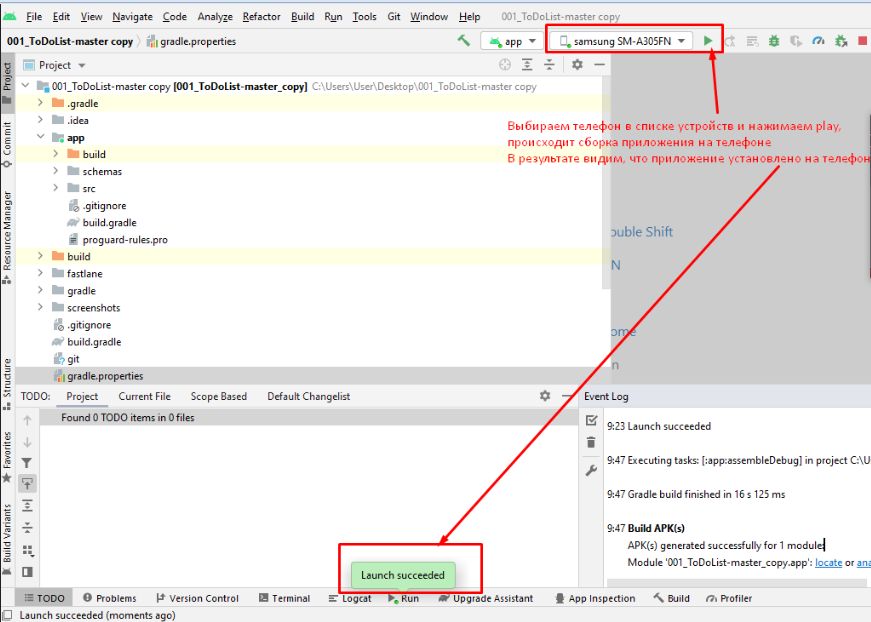 File Edit View Navigate Code Analyze Refactor Build Run Tools Git Window Help 001_ToDoList-master copy
001_ToDoList-master copy gradle.properties app samsung SM-A305FN
Project
Project
001_ToDoList-master copy [001_ToDoList-master_copy] C:\Users\User\Desktop\001_ToDoList-master copy
.gradle
.idea
app
build
schemas
src
.gitignore
build.gradle
proguard-rules.pro
build
fastlane
gradle
screenshots
.gitignore
build.gradle
git
gradle.properties
Commit
Resource Manager
Structure
Favorites
Build Variants
Выбираем телефон в списке устройств и нажимаем play,
происходит сборка приложения на телефоне
В результате видим, что приложение установлено на телефон
Shift
TODO: Project Current File Scope Based Default Changelist
Found 0 TODO items in 0 files
Event Log
9:23 Launch succeeded
9:47 Executing tasks: [:app:assembleDebug] in project
9:47 Gradle build finished in 16 s 125 ms
9:47 Build APK(s)
APK(s) generated successfully for 1 module:
Module '001_ToDoList-master_copy.app': locate or
Launch succeeded
TODO Problems Version Control Terminal Logcat Run Upgrade Assistant App Inspection Build Profiler
Launch succeeded (moments ago)